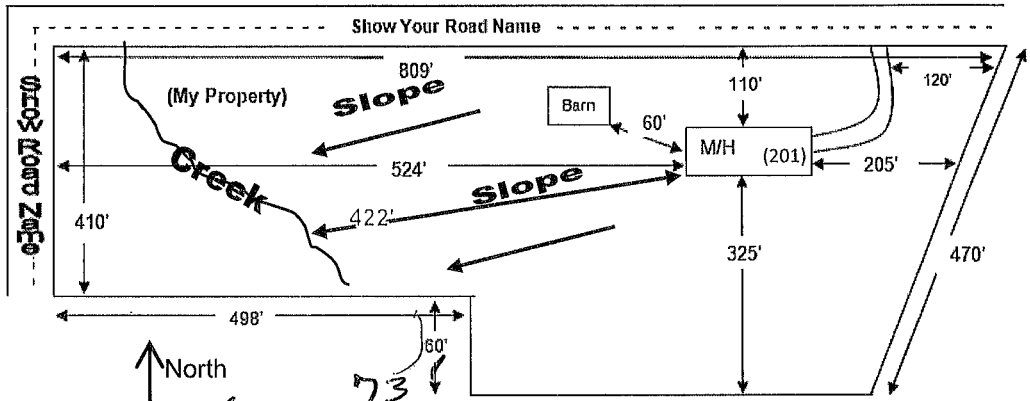 Show Your Road Name
Show Road Name
809'
110'
120'
(My Property)
Slope
Barn
60'
M/H
(201)
Creek
524'
205'
Slope
410'
422'
325'
470'
498'
60'
North
73'